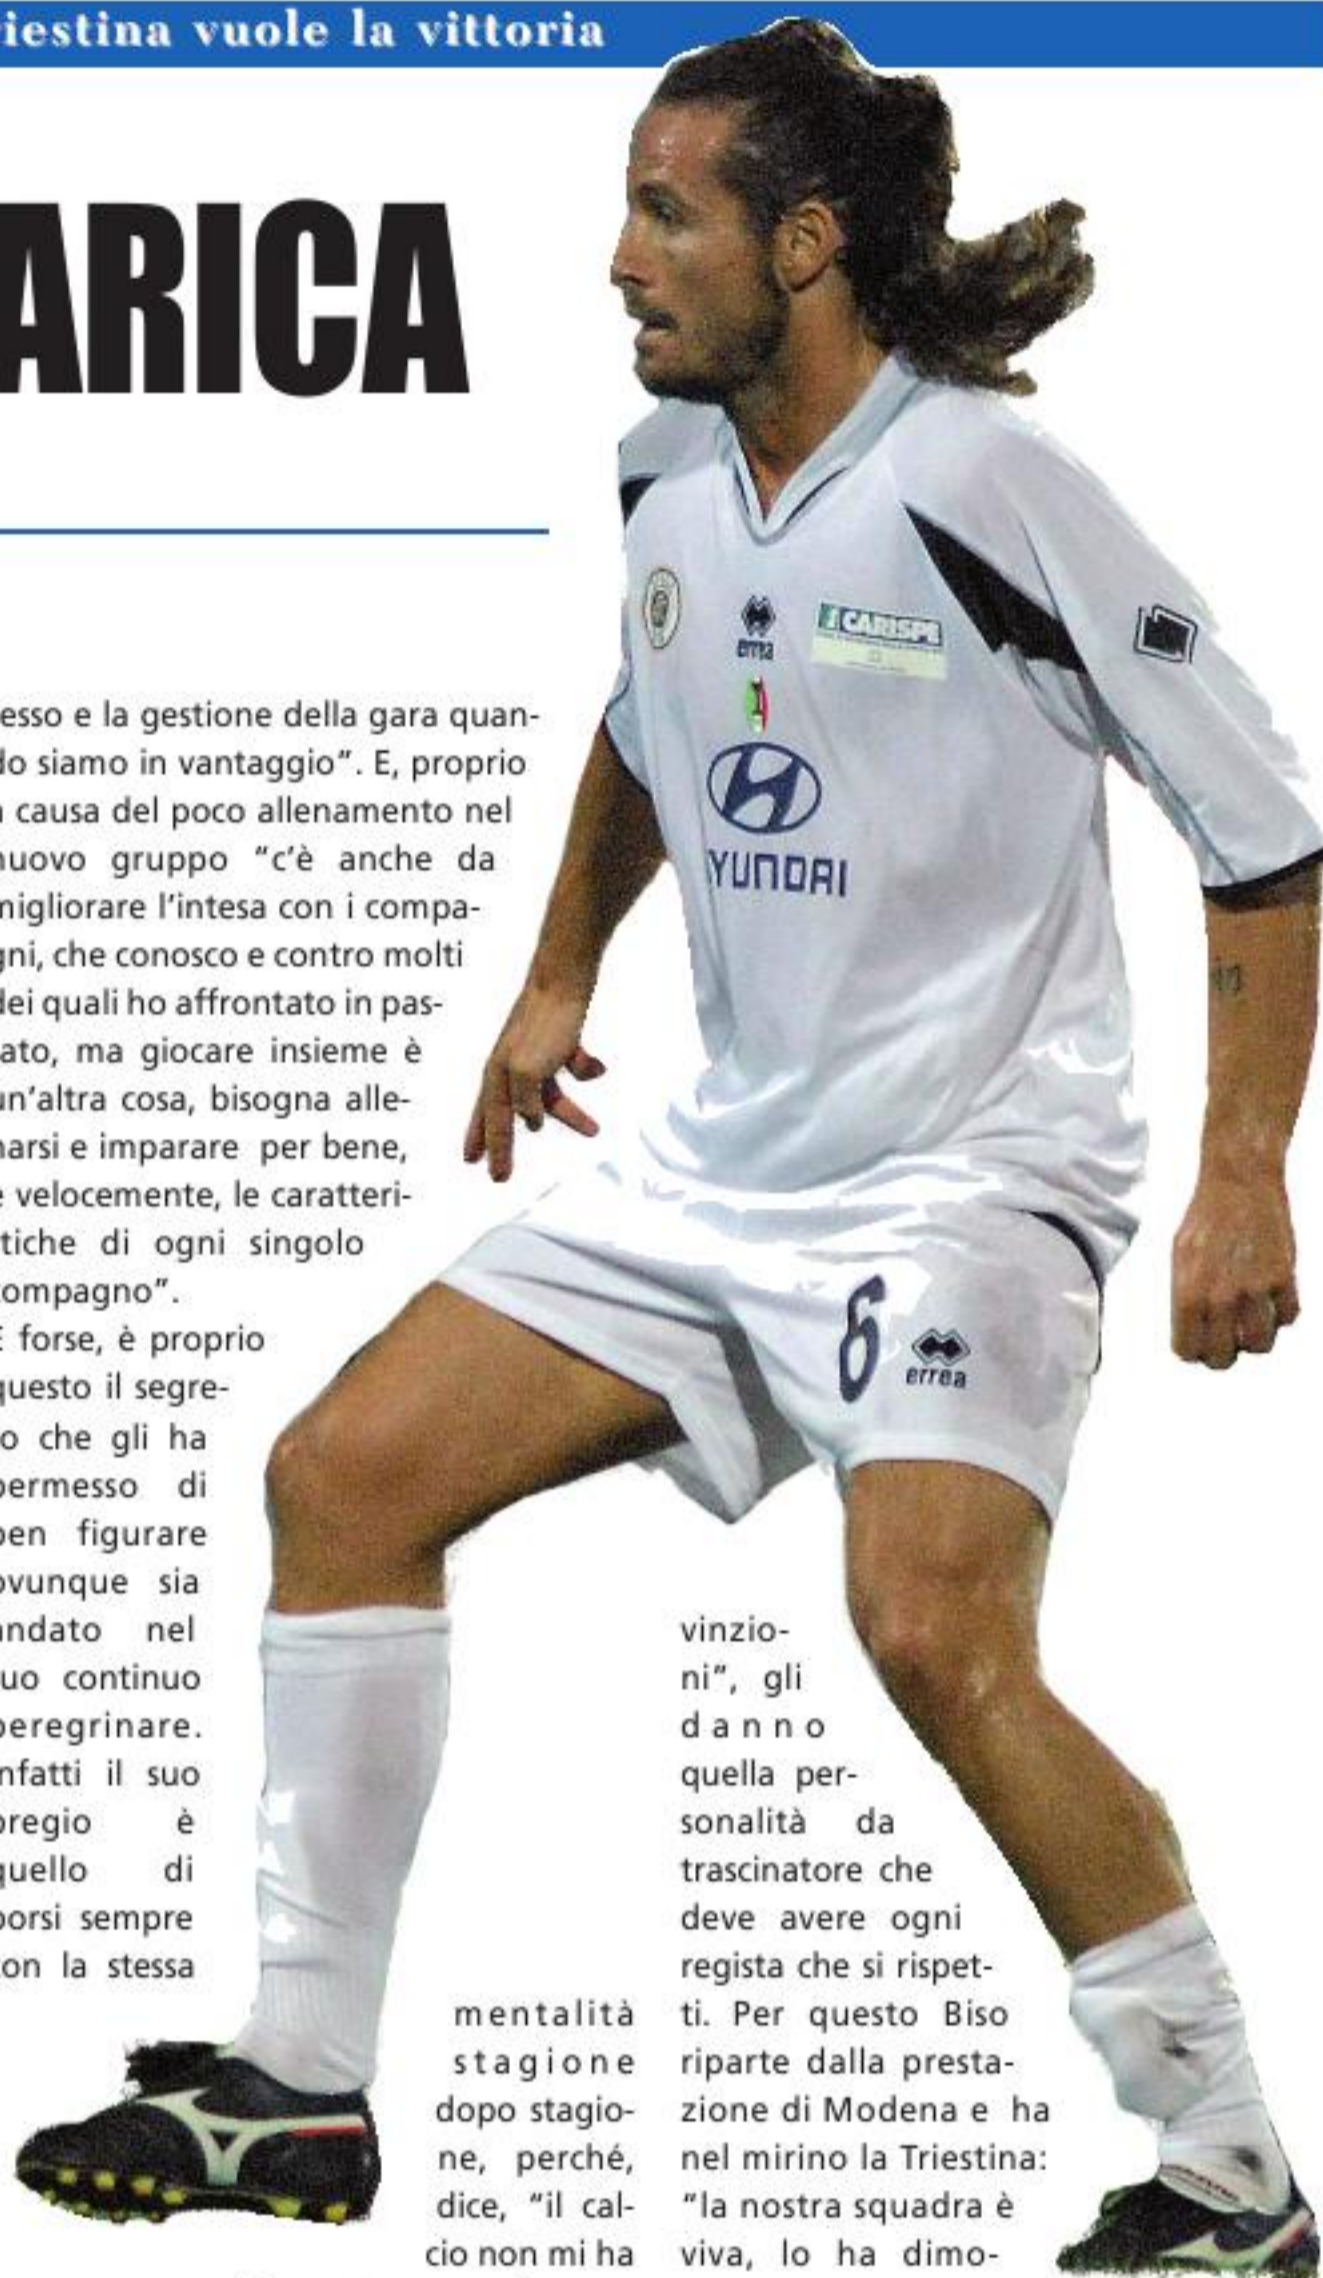 iestina vuole la vittoria
ARICA
esso e la gestione della gara quan-
do siamo in vantaggio". E, proprio
causa del poco allenamento nel
nuovo gruppo "c'è anche da
migliorare l'intesa con i compa-
gni, che conosco e contro molti
dei quali ho affrontato in pas-
ato, ma giocare insieme è
un'altra cosa, bisogna alle-
narsi e imparare per bene,
e velocemente, le caratteri-
tiche di ogni singolo
ompagno".
E forse, è proprio
questo il segre-
o che gli ha
permesso di
ben figurare
ovunque sia
andato nel
uo continuo
peregrinare.
nfatti il suo
pregio è
quello di
porsi sempre
con la stessa
mentalità
stagione
dopo stagio-
ne, perché,
dice, "il cal-
cio non mi ha
vinzio-
ni", gli
danno
quella per-
sonalità da
trascinatore che
deve avere ogni
regista che si rispet-
ti. Per questo Biso
riparte dalla presta-
zione di Modena e ha
nel mirino la Triestina:
"la nostra squadra è
viva, lo ha dimo-
errea
CARISPE
YUNDAI
6
errea